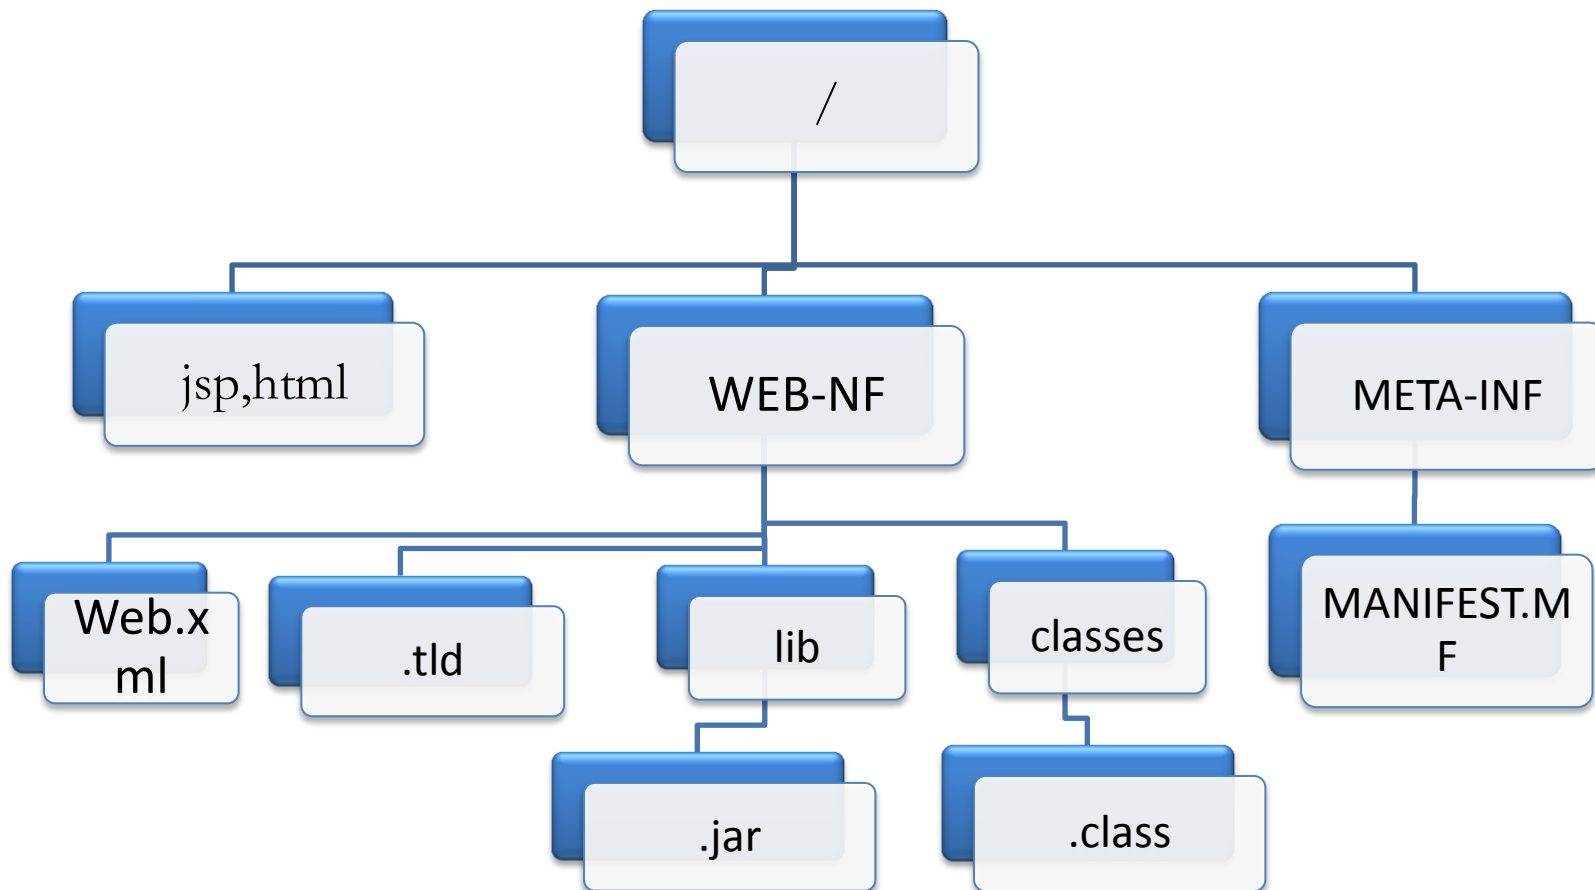 /
jsp,html
WEB-NF
META-INF
Web.x
ml
.tld
lib
classes
MANIFEST.M
F
.jar
.class